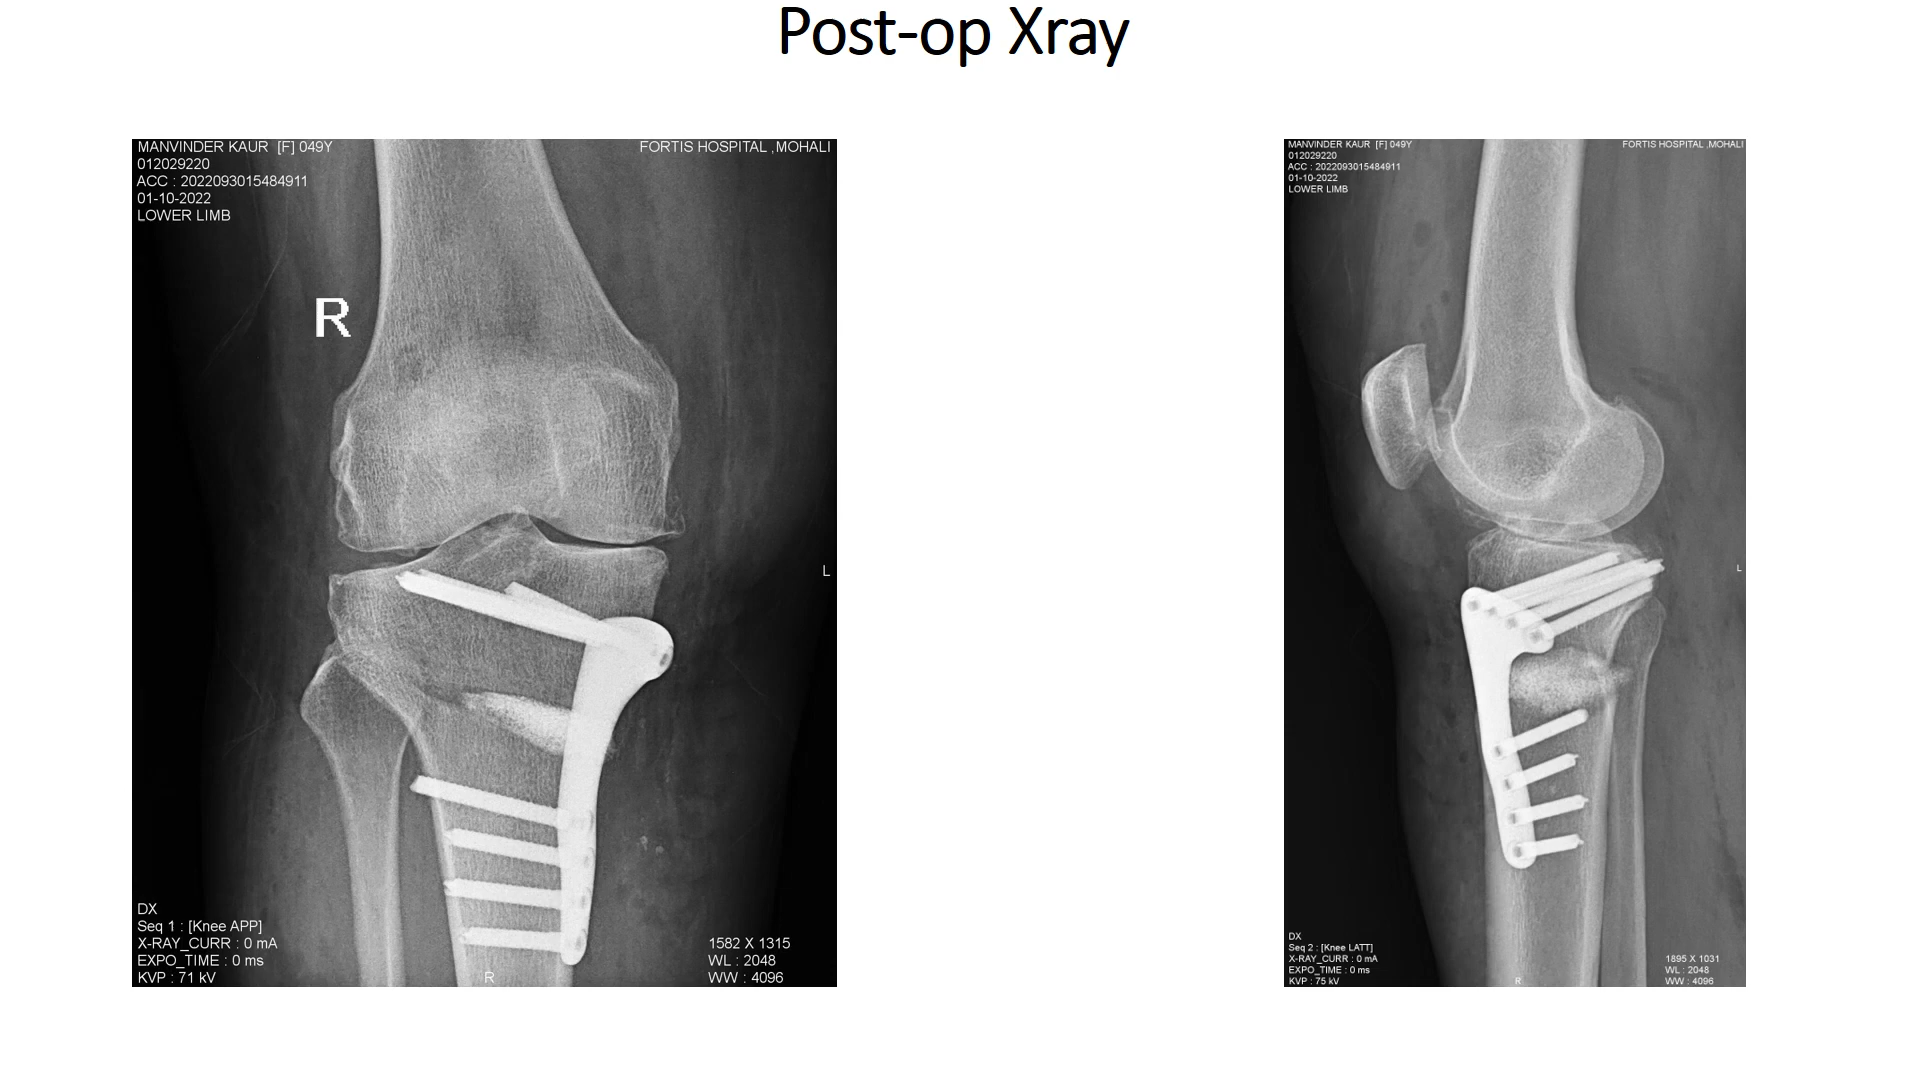 Post-op Xray
MANVINDER KAUR [F] 049Y
FORTIS HOSPITAL ,MOHALI
012029220
ACC : 2022093015484911
01-10-2022
LOWER LIMB
R
L
DX
Seq 1 : [Knee APP]
X-RAY_CURR : 0 mA
EXPO_TIME : 0 ms
KVP : 71 kV
R
1582 X 1315
WL : 2048
WW : 4096
MANVINDER KAUR [F] 049Y
FORTIS HOSPITAL ,MOHALI
012029220
ACC : 2022093015484911
01-10-2022
LOWER LIMB
L
DX
Seq 2 : [Knee LATT]
X-RAY_CURR : 0 mA
EXPO_TIME : 0 ms
KVP : 75 kV
R
1895 X 1031
WL : 2048
WW : 4096